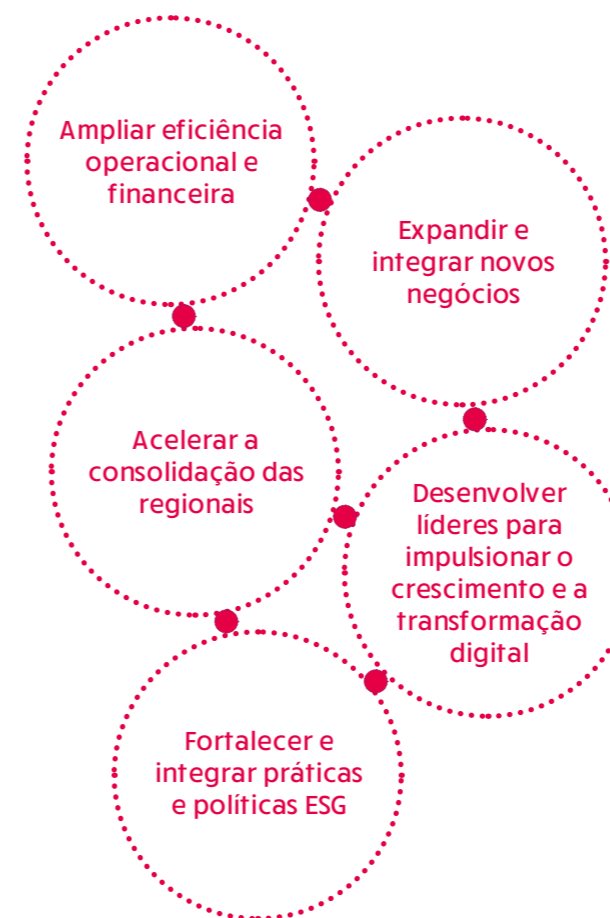 Ampliar eficiência
operacional e
financeira
Expandir e
integrar novos
negócios
Acelerar a
consolidação das
regionais
Desenvolver
líderes para
impulsionar o
crescimento e a
transformação
digital
Fortalecer e
integrar práticas
e políticas ESG